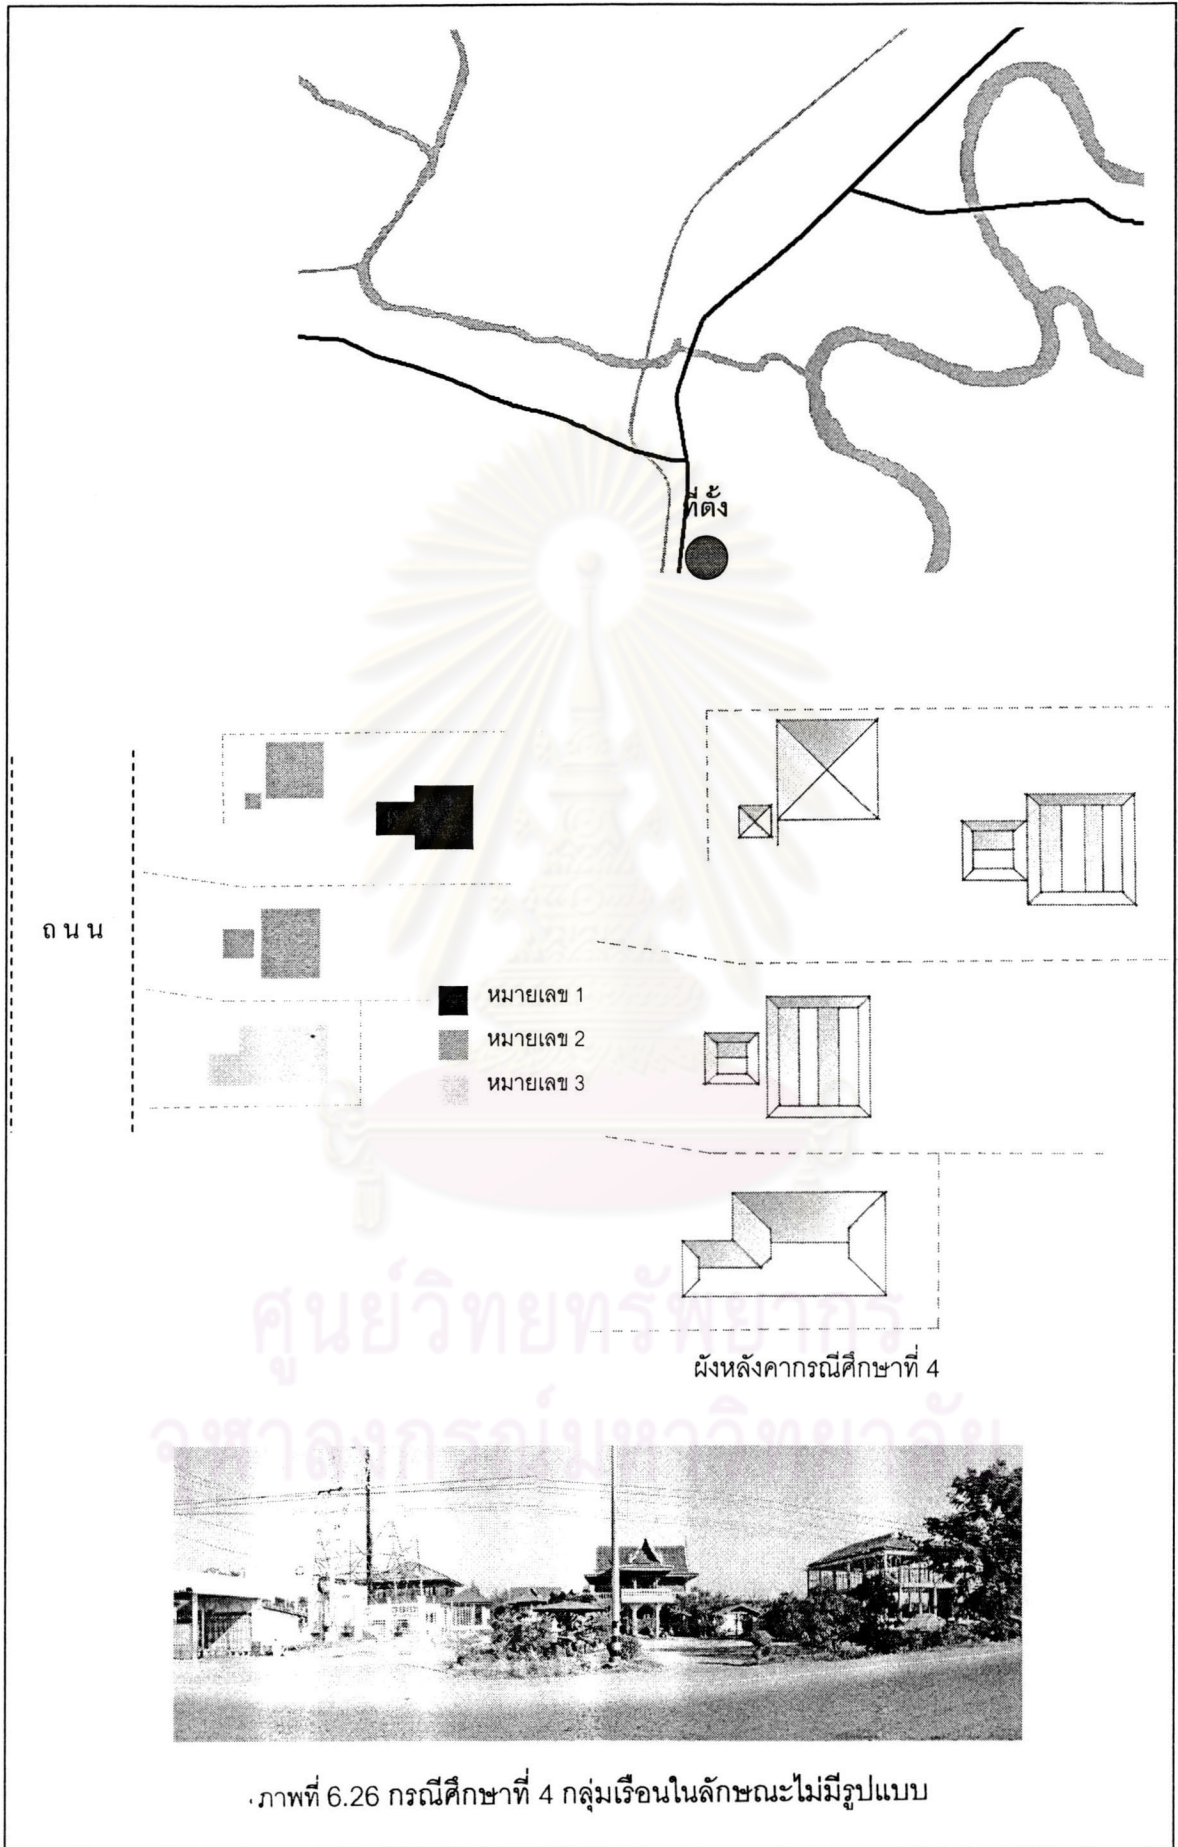 ที่ตั้ง
ถนน
หมายเลข 1
หมายเลข 2
หมายเลข 3
ผังหลังคากรณีศึกษาที่ 4
ศูนย์วิทยทรัพยากร
จุฬาลงกรณ์มหาวิทยาลัย
ภาพที่ 6.26 กรณีศึกษาที่ 4 กลุ่มเรือนในลักษณะไม่มีรูปแบบ